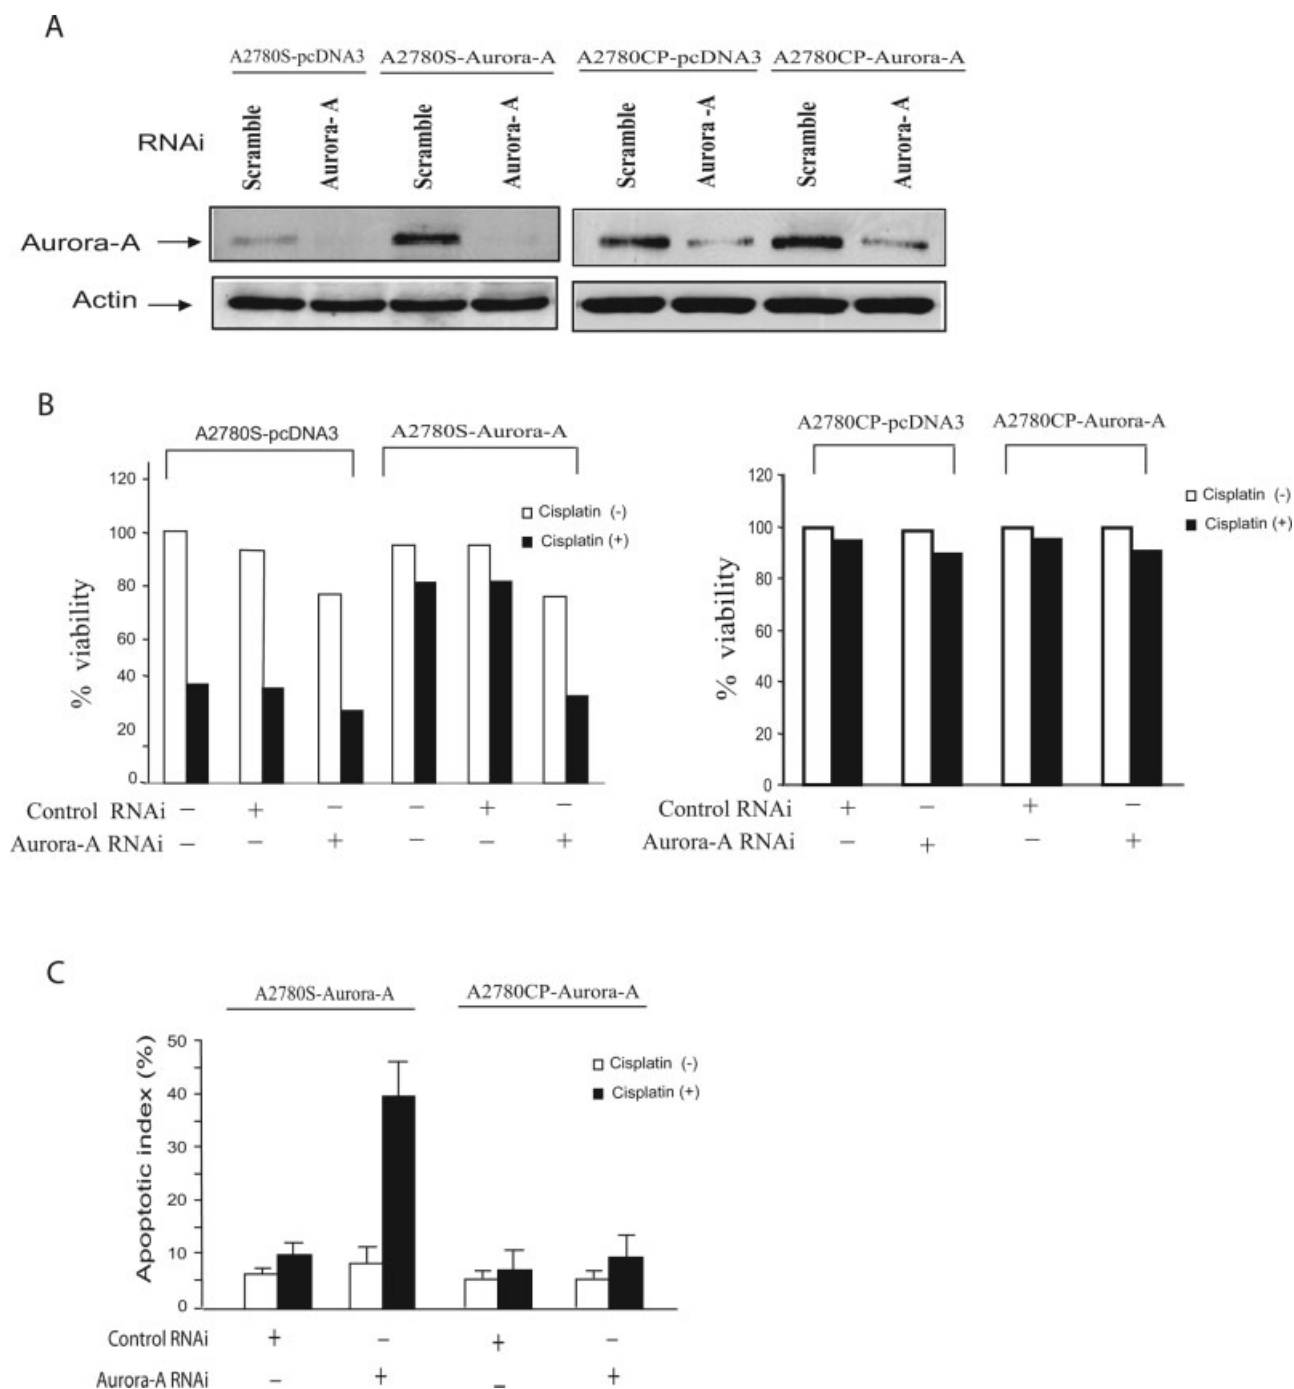 A
A2780S-pcDNA3 A2780S-Aurora-A A2780CP-pcDNA3 A2780CP-Aurora-A
RNAi Scramble Aurora- A Scramble Aurora- A Scramble Aurora -A Scramble Aurora- A
Aurora-A
Actin
B
A2780S-pcDNA3 A2780S-Aurora-A
% viability
120
100
80
60
40
20
0
Cisplatin (-)
Cisplatin (+)
Control RNAi – + – – + –
Aurora-A RNAi – – + – – +
A2780CP-pcDNA3 A2780CP-Aurora-A
% viability
120
100
80
60
40
20
0
Cisplatin (-)
Cisplatin (+)
Control RNAi + – + –
Aurora-A RNAi – + – +
C
A2780S-Aurora-A A2780CP-Aurora-A
Apoptotic index (%)
50
40
30
20
10
0
Cisplatin (-)
Cisplatin (+)
Control RNAi + – + –
Aurora-A RNAi – + – +